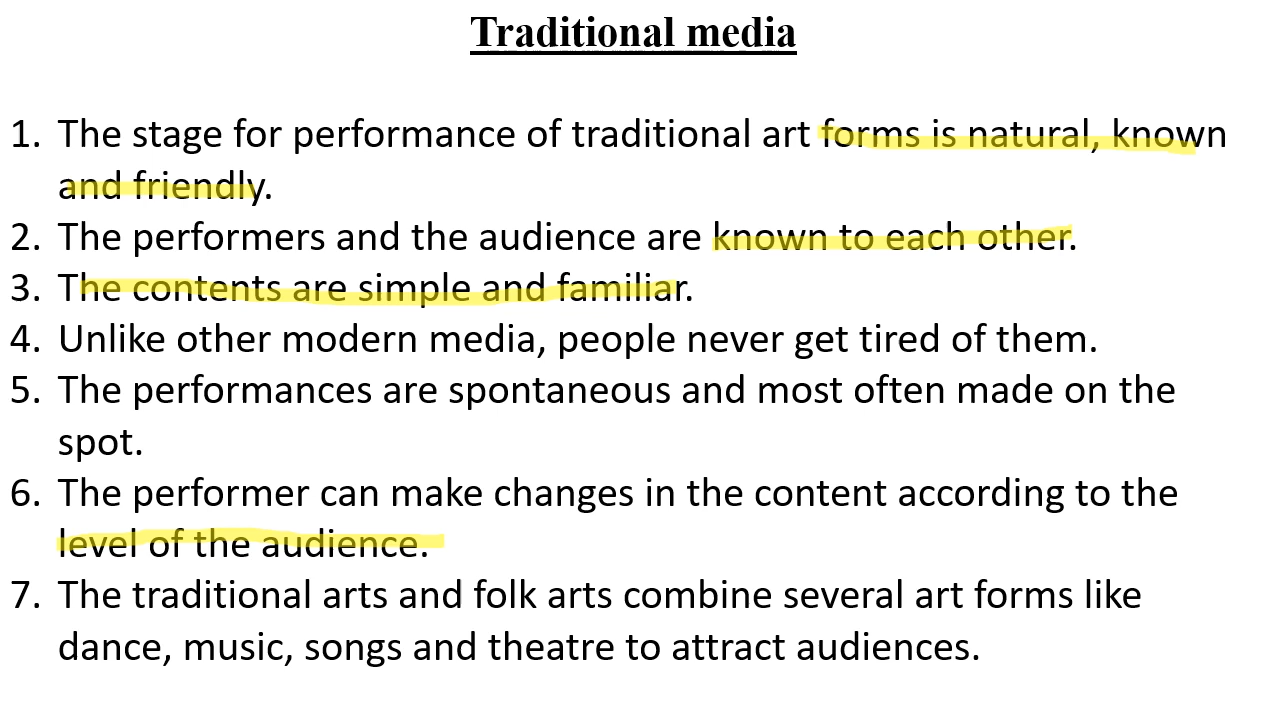 Traditional media
1. The stage for performance of traditional art forms is natural, known
and friendly.
2. The performers and the audience are known to each other.
3. The contents are simple and familiar.
4. Unlike other modern media, people never get tired of them.
5. The performances are spontaneous and most often made on the
spot.
6. The performer can make changes in the content according to the
level of the audience.
7. The traditional arts and folk arts combine several art forms like
dance, music, songs and theatre to attract audiences.